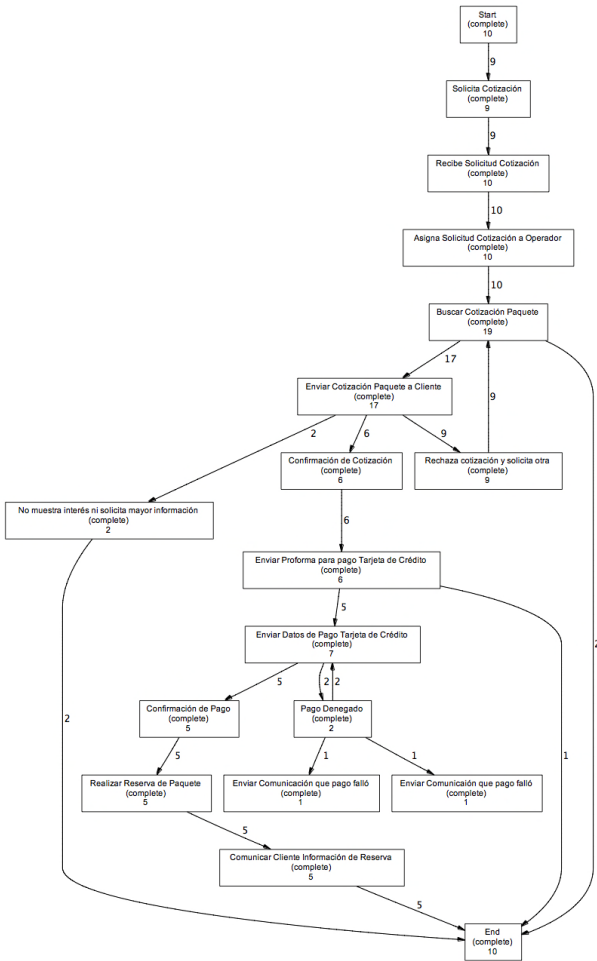 Start
(complete)
10
9
Solicita Cotización
(complete)
9
9
Recibe Solicitud Cotización
(complete)
10
10
Asigna Solicitud Cotización a Operador
(complete)
10
10
Buscar Cotización Paquete
(complete)
19
17
9
Enviar Cotización Paquete a Cliente
(complete)
17
2
6
9
Confirmación de Cotización
(complete)
6
Rechaza cotización y solicita otra
(complete)
9
No muestra interés ni solicita mayor información
(complete)
2
6
Enviar Proforma para pago Tarjeta de Crédito
(complete)
6
5
2
Enviar Datos de Pago Tarjeta de Crédito
(complete)
7
5
2
2
Confirmación de Pago
(complete)
5
Pago Denegado
(complete)
2
2
5
1
1
1
Realizar Reserva de Paquete
(complete)
5
Enviar Comunicación que pago falló
(complete)
1
Enviar Comunicaión que pago falló
(complete)
1
5
Comunicar Cliente Información de Reserva
(complete)
5
5
End
(complete)
10